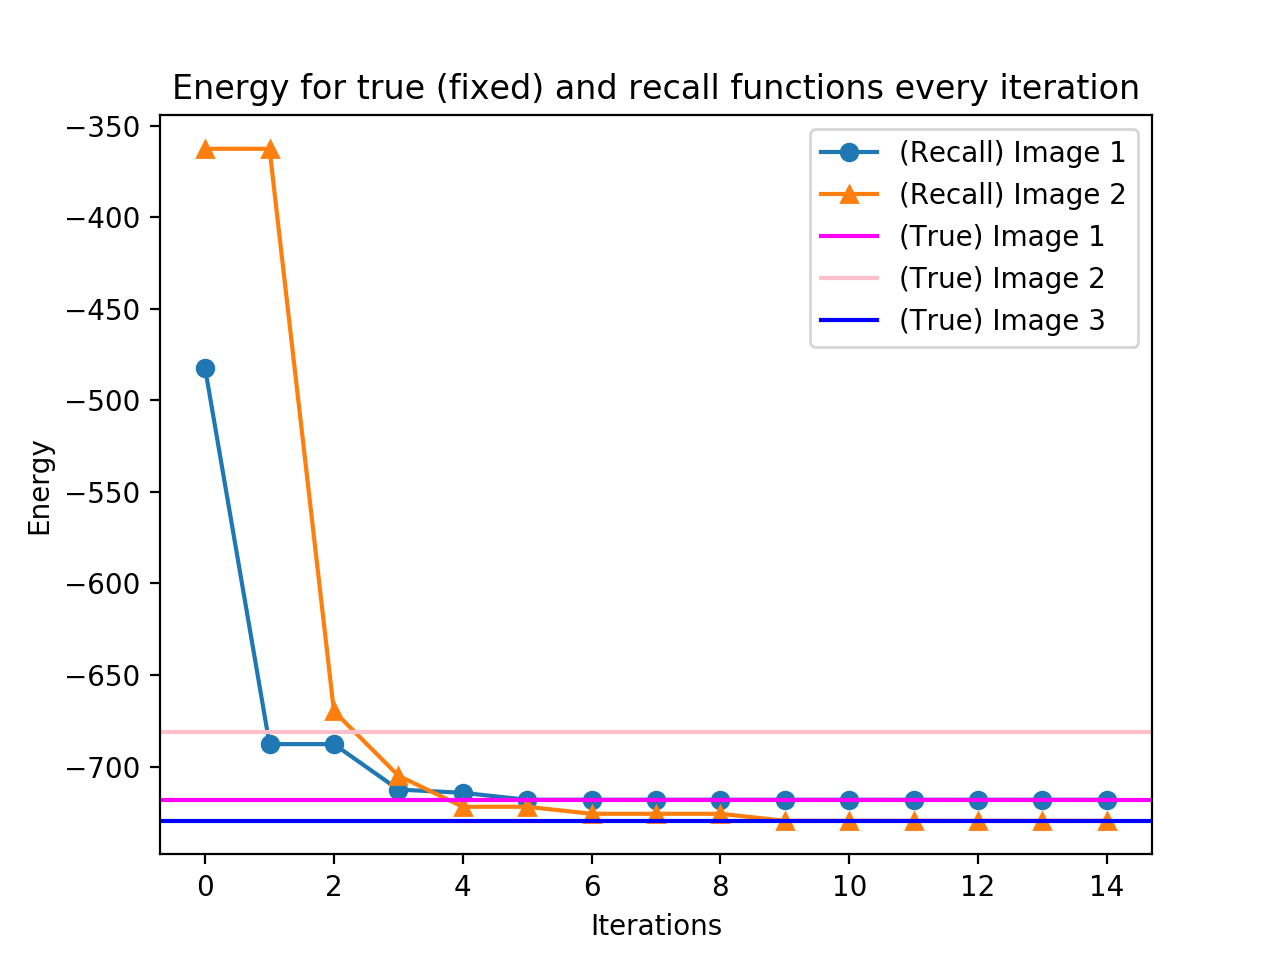 Energy for true (fixed) and recall functions every iteration
−350
−400
−450
−500
−550
−600
−650
−700
Energy
(Recall) Image 1
(Recall) Image 2
(True) Image 1
(True) Image 2
(True) Image 3
0 2 4 6 8 10 12 14
Iterations